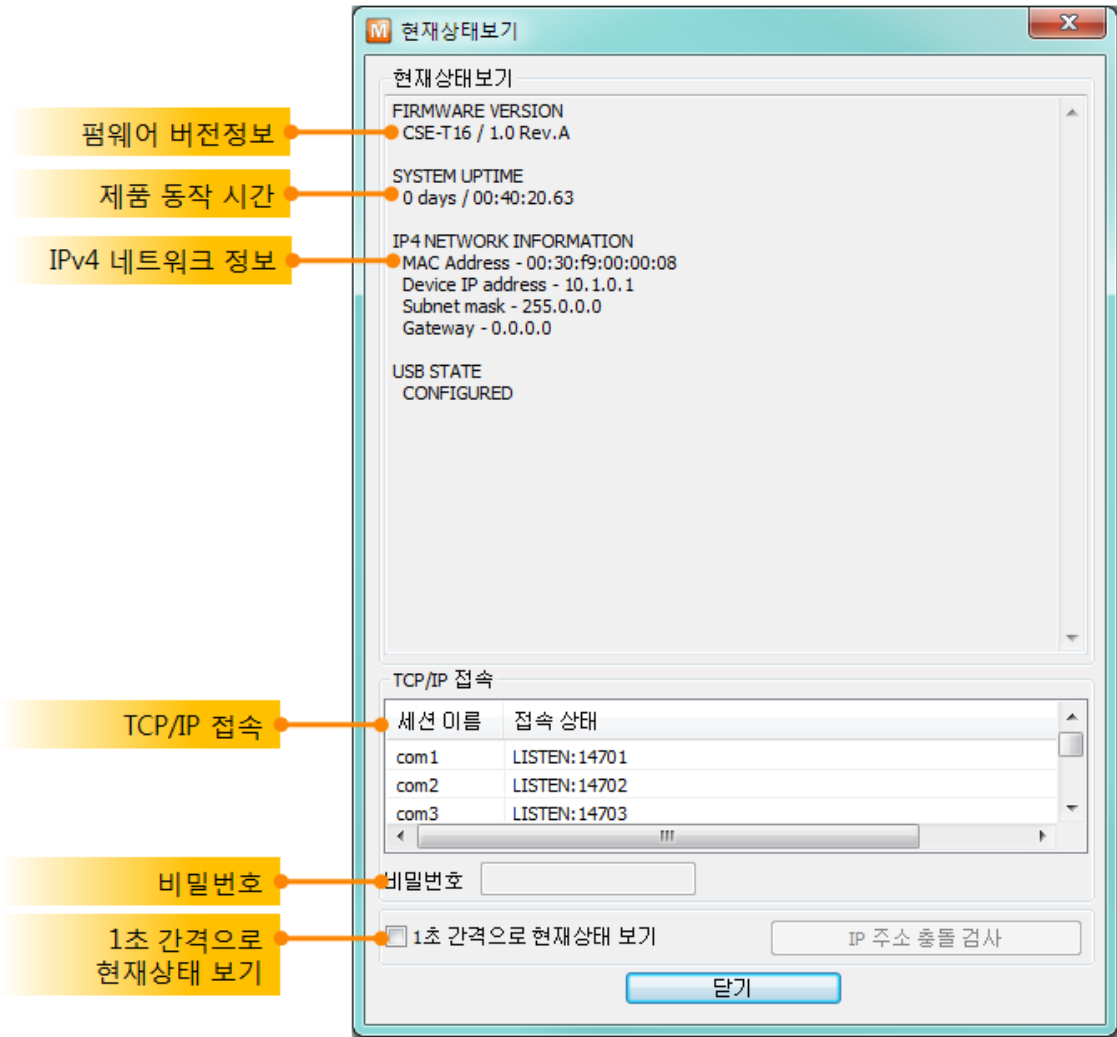 M 현재상태보기
x
현재상태보기
FIRMWARE VERSION
CSE-T16 / 1.0 Rev.A
SYSTEM UPTIME
0 days / 00:40:20.63
IP4 NETWORK INFORMATION
MAC Address - 00:30:f9:00:00:08
Device IP address - 10.1.0.1
Subnet mask - 255.0.0.0
Gateway - 0.0.0.0
USB STATE
CONFIGURED
펌웨어 버전정보
제품 동작 시간
IPv4 네트워크 정보
TCP/IP 접속
TCP/IP 접속
세션 이름 접속 상태
com1 LISTEN:14701
com2 LISTEN:14702
com3 LISTEN:14703
비밀번호
비밀번호
1초 간격으로
현재상태 보기
1초 간격으로 현재상태 보기
IP 주소 충돌 검사
닫기